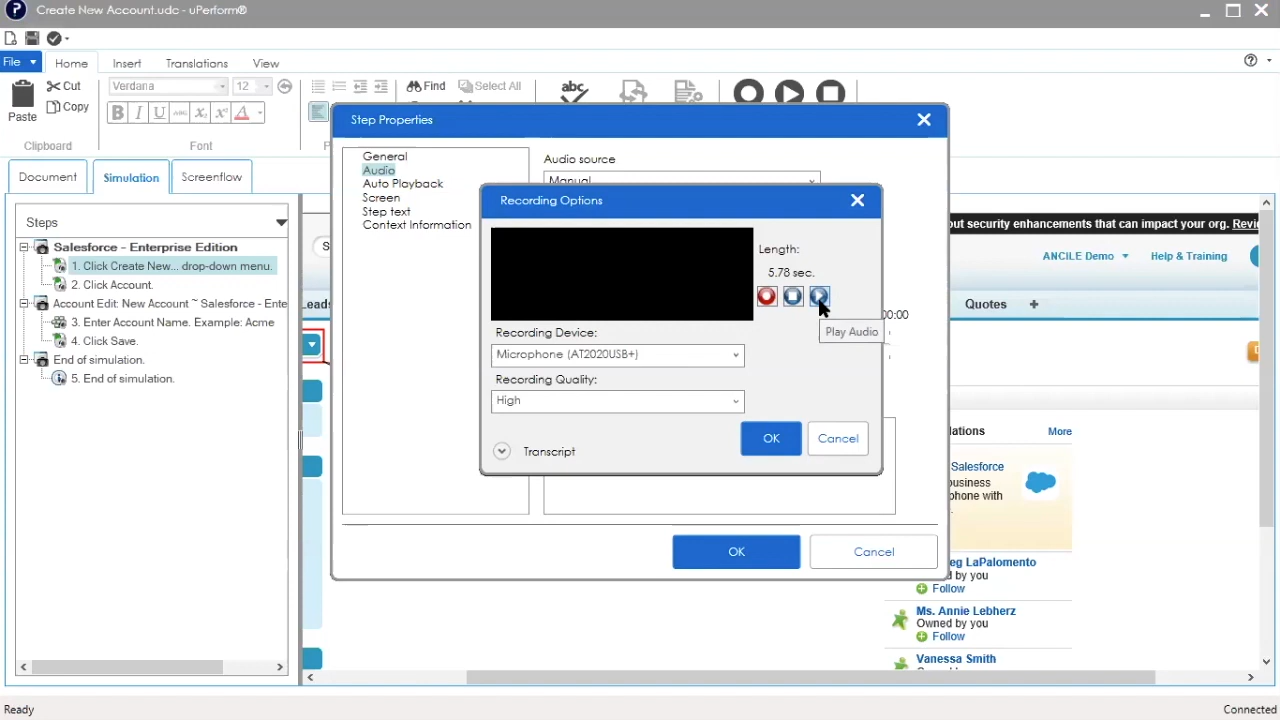 Create New Account.udc - uPerform®
File Home Insert Translations View
Paste Cut Copy
Verdana 12
Find Select All
abc
Clipboard Font
Document Simulation Screenflow
Steps
Salesforce - Enterprise Edition
1. Click Create New... drop-down menu.
2. Click Account.
Account Edit: New Account ~ Salesforce - Ente
3. Enter Account Name. Example: Acme
4. Click Save.
End of simulation.
5. End of simulation.
Step Properties
General
Audio
Auto Playback
Screen
Step text
Context Information
Audio source
Manual
Recording Options
Length:
5.78 sec.
Play Audio
Recording Device:
Microphone (AT2020USB+)
Recording Quality:
High
Transcript
OK Cancel
OK Cancel
00:00
out security enhancements that can impact your org. Revie
ANCILE Demo Help & Training
Leads Quotes +
lations More
Salesforce
business
phone with
eg LaPalomento
Owned by you
Follow
Ms. Annie Lebherz
Owned by you
Follow
Vanessa Smith
Ready Connected